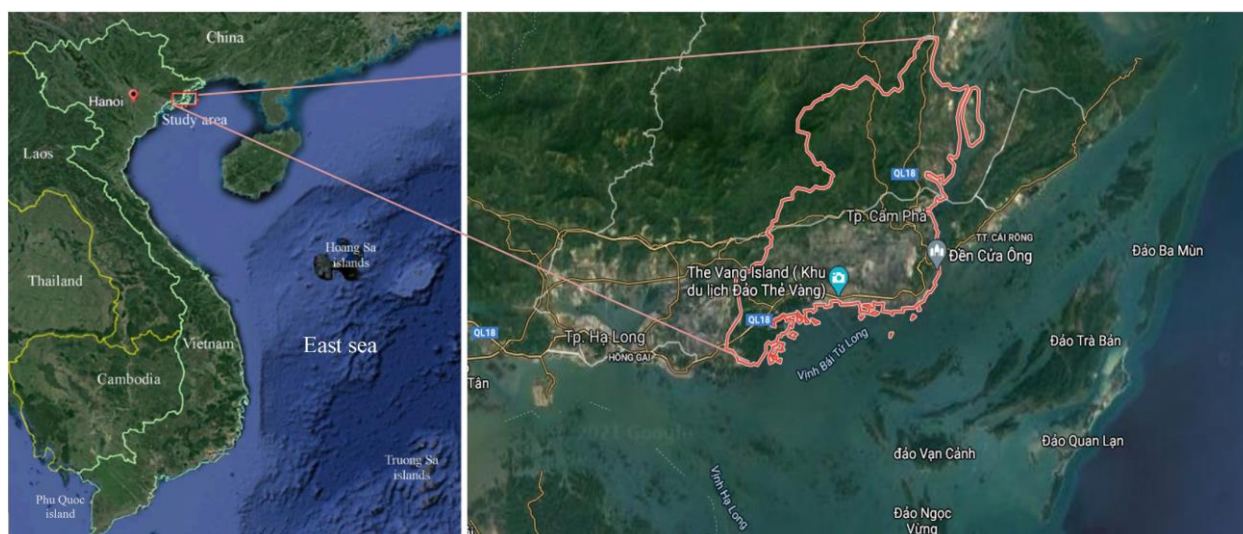 China
Hanoi
Study area
Laos
Hoang Sa
islands
Thailand
East sea
Vietnam
Cambodia
Truong Sa
islands
Phu Quoc
island
QL18
Tp. Cẩm Phả
TT. CÁI RỒNG
Đền Cửa Ông
Đảo Ba Mùn
The Vang Island ( Khu
du lịch Đảo Thẻ Vàng)
QL18
QL18
Tp. Hạ Long
HÒNG GAI
Vịnh Bái Tử Long
Đảo Trà Bản
Tân
2021 Google
đảo Vạn Cảnh
Đảo Quan Lạn
Vịnh Hạ Long
Đảo Ngọc
Vừng